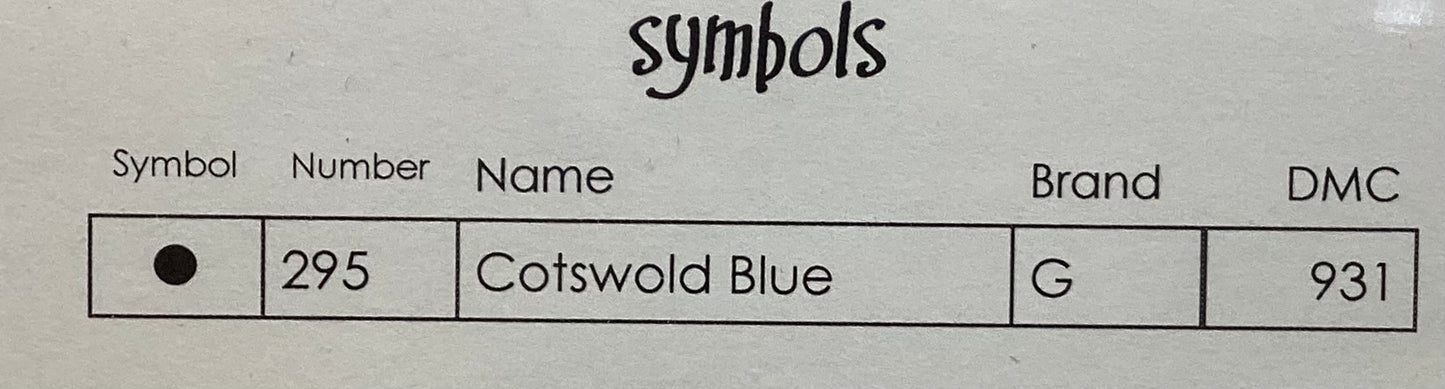 symbols
Symbol Number Name Brand DMC
● 295 Cotswold Blue G 931